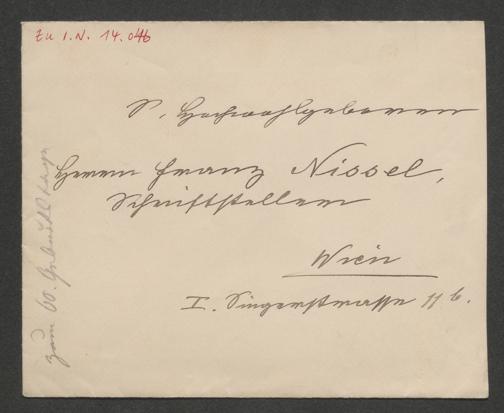 Zu I.N. 14.046
S. Hochwohlgeboren
Herrn Franz Nissel,
Schriftsteller
Wien
I. Singerstrasse 11 b.
zum 60. Geburtstage